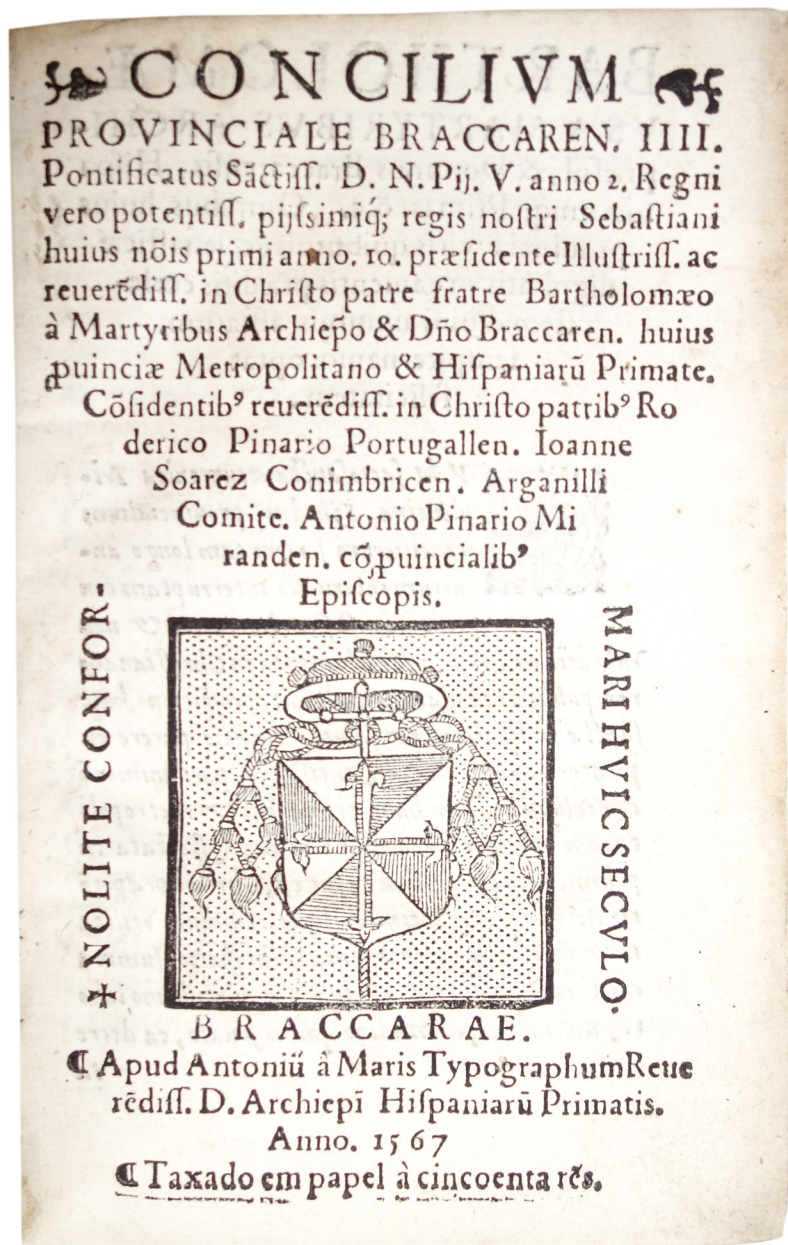 CONCILIVM
PROVINCIALE BRACCAREN. IIII.
Pontificatus Sãctiſſ. D. N. Pij. V. anno 2. Regni
vero potentiſſ. pijſsimiq́; regis noſtri Sebaſtiani
huius nõis primi anno. 10. præſidente Illuſtriſſ. ac
reuerẽdiſſ. in Chriſto patre fratre Bartholomæo
à Martyribus Archiep̃o & Dño Braccaren. huius
ꝓuinciæ Metropolitano & Hiſpaniarũ Primate.
Cõſidentibꝰ reuerẽdiſſ. in Chriſto patribꝰ Ro
derico Pinario Portugallen. Ioanne
Soarez Conimbricen. Arganilli
Comite. Antonio Pinario Mi
randen. cõꝓuincialibꝰ
Epiſcopis.
✠ NOLITE CONFOR-
MARI HVIC SECVLO.
BRACCARAE.
¶ Apud Antoniũ â Maris Typographum Reue
rẽdiſſ. D. Archiepĩ Hiſpaniarũ Primatis.
Anno. 1567
¶ Taxado em papel à cincoenta rẽs.